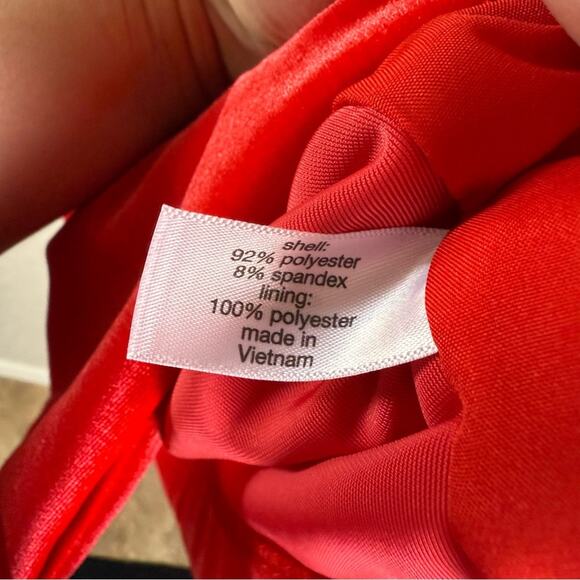 shell:
92% polyester
8% spandex
lining:
100% polyester
made in
Vietnam